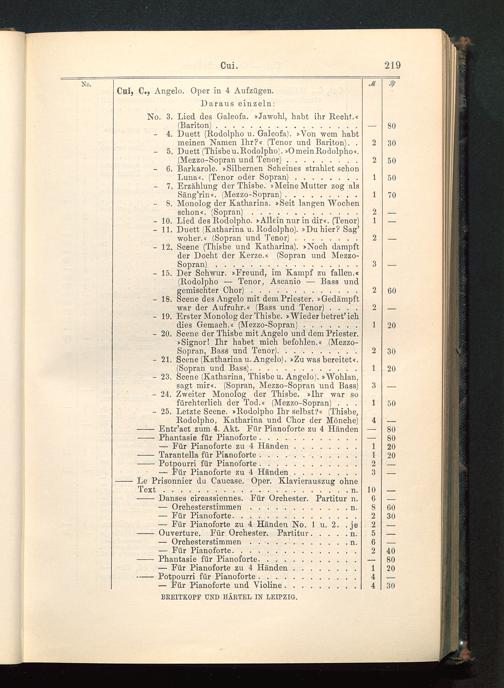 Cui. 219
No. ℳ ₰
Cui, C., Angelo. Oper in 4 Aufzügen.
Daraus einzeln:
No. 3. Lied des Galeofa. »Jawohl, habt ihr Recht.«
(Bariton) . . . . . . . . . . . . — 80
- 4. Duett (Rodolpho u. Galeofa). »Von wem habt
meinen Namen Ihr?« (Tenor und Bariton). . 2 30
- 5. Duett (Thisbe u. Rodolpho). »O mein Rodolpho«.
(Mezzo-Sopran und Tenor) . . . . . . . . 2 50
- 6. Barkarole. »Silbernen Scheines strahlet schon
Luna«. (Tenor oder Sopran) . . . . . . . 1 50
- 7. Erzählung der Thisbe. »Meine Mutter zog als
Säng'rin«. (Mezzo-Sopran) . . . . . . . . 1 70
- 8. Monolog der Katharina. »Seit langen Wochen
schon«. (Sopran) . . . . . . . . . . . . 2 —
- 10. Lied des Rodolpho. »Allein nur in dir«. (Tenor) 1 —
- 11. Duett (Katharina u. Rodolpho). »Du hier? Sag'
woher.« (Sopran und Tenor) . . . . . . . 2 —
- 12. Scene (Thisbe und Katharina). »Noch dampft
der Docht der Kerze.« (Sopran und Mezzo-
Sopran) . . . . . . . . . . . . . . . . 3 —
- 15. Der Schwur. »Freund, im Kampf zu fallen.«
(Rodolpho — Tenor, Ascanio — Bass und
gemischter Chor) . . . . . . . . . . . . 2 60
- 18. Scene des Angelo mit dem Priester. »Gedämpft
war der Aufruhr.« (Bass und Tenor) . . . . 2 —
- 19. Erster Monolog der Thisbe. »Wieder betret' ich
dies Gemach.« (Mezzo-Sopran) . . . . . . 1 20
- 20. Scene der Thisbe mit Angelo und dem Priester.
»Signor! Ihr habt mich befohlen.« (Mezzo-
Sopran, Bass und Tenor). . . . . . . . . 2 30
- 21. Scene (Katharina u. Angelo). »Zu was bereitet«.
(Sopran und Bass). . . . . . . . . . . . 1 20
- 23. Scene (Katharina, Thisbe u. Angelo). »Wohlan,
sagt mir«. (Sopran, Mezzo-Sopran und Bass) 3 —
- 24. Zweiter Monolog der Thisbe. »Ihr war so
fürchterlich der Tod.« (Mezzo-Sopran) . . . 1 50
- 25. Letzte Scene. »Rodolpho Ihr selbst?« (Thisbe,
Rodolpho, Katharina und Chor der Mönche) 4 —
—— Entr'act zum 4. Akt. Für Pianoforte zu 4 Händen — 80
—— Phantasie für Pianoforte . . . . . . . . . . — 80
— Für Pianoforte zu 4 Händen . . . . . . . 1 20
—— Tarantella für Pianoforte . . . . . . . . . . 1 20
—— Potpourri für Pianoforte . . . . . . . . . . 2 —
— Für Pianoforte zu 4 Händen . . . . . . . 3 —
—— Le Prisonnier du Caucase. Oper. Klavierauszug ohne
Text . . . . . . . . . . . . . . . . . . n. 10 —
—— Danses circassiennes. Für Orchester. Partitur n. 6 —
— Orchesterstimmen . . . . . . . . . . . n. 8 60
— Für Pianoforte. . . . . . . . . . . . . . 2 30
— Für Pianoforte zu 4 Händen No. 1 u. 2. . je 2 —
—— Ouverture. Für Orchester. Partitur . . . . n. 5 —
— Orchesterstimmen . . . . . . . . . . . n. 6 —
— Für Pianoforte. . . . . . . . . . . . . . 2 40
—— Phantasie für Pianoforte . . . . . . . . . . — 80
— Für Pianoforte zu 4 Händen . . . . . . . 1 20
—— Potpourri für Pianoforte . . . . . . . . . . 4 —
— Für Pianoforte und Violine . . . . . . . . 4 30
BREITKOPF UND HÄRTEL IN LEIPZIG.